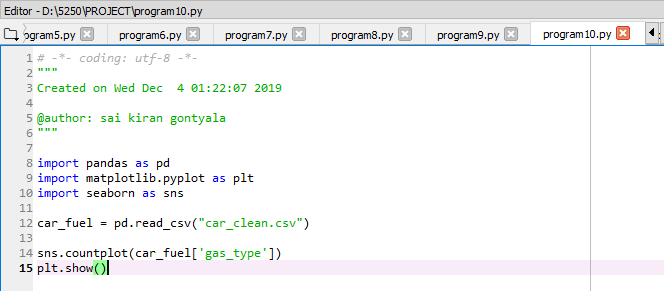 Editor - D:\5250\PROJECT\program10.py
ogram5.py program6.py program7.py program8.py program9.py program10.py
1 # -*- coding: utf-8 -*-
2 """
3 Created on Wed Dec  4 01:22:07 2019
4
5 @author: sai kiran gontyala
6 """
7
8 import pandas as pd
9 import matplotlib.pyplot as plt
10 import seaborn as sns
11
12 car_fuel = pd.read_csv("car_clean.csv")
13
14 sns.countplot(car_fuel['gas_type'])
15 plt.show()